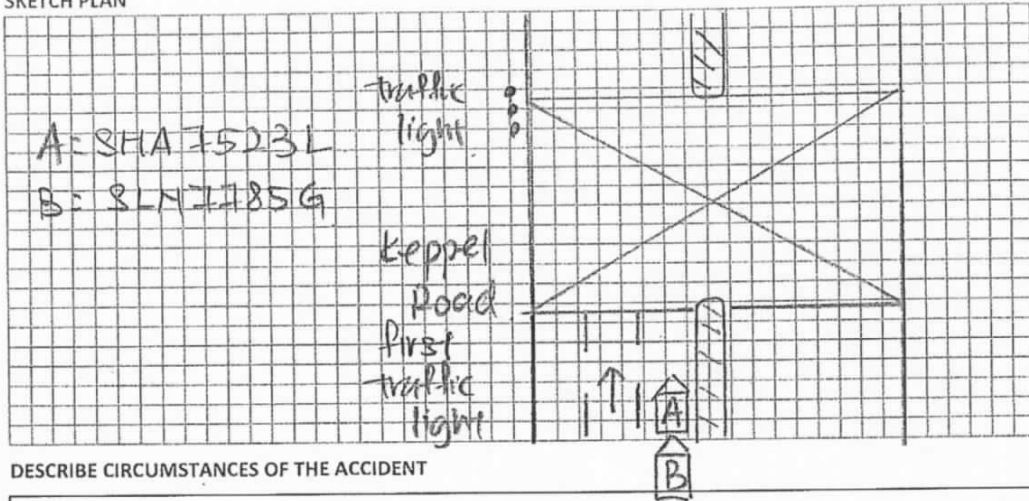 SKETCH PLAN
traffic
light
A= SHA7523L
B= SLM7785G
Keppel
Road
first
traffic
light
A
B
DESCRIBE CIRCUMSTANCES OF THE ACCIDENT